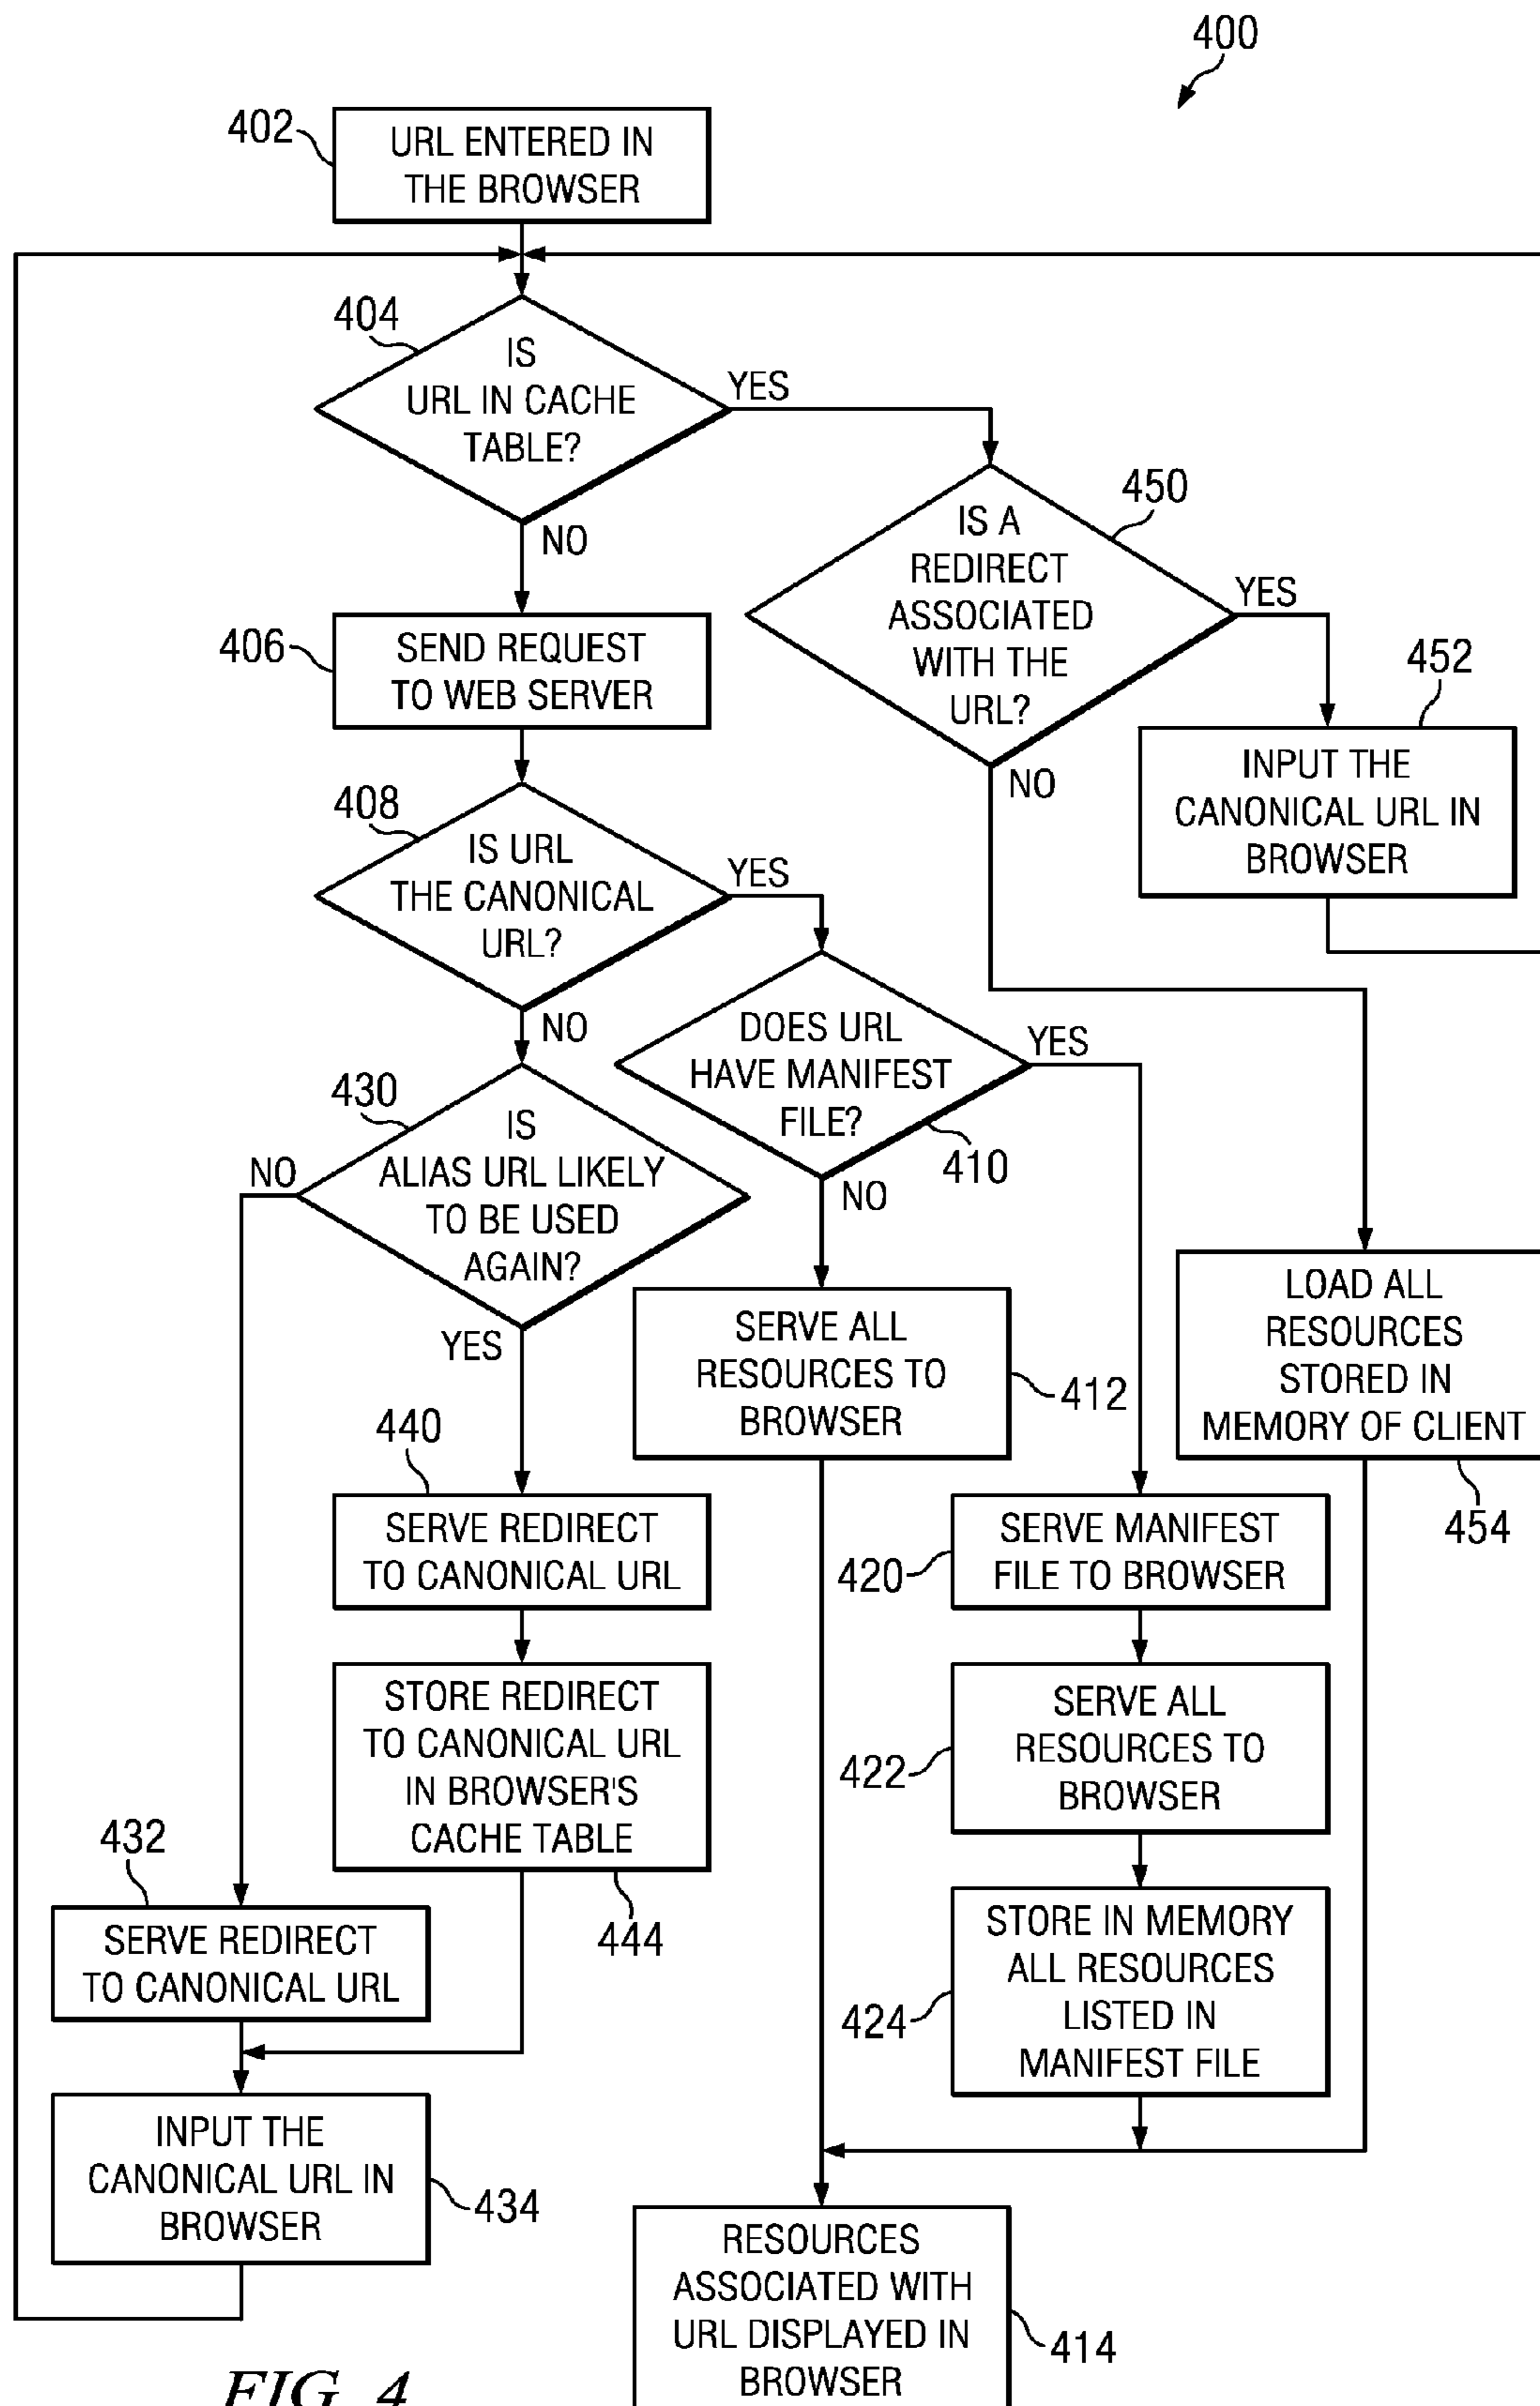 400
402
URL ENTERED IN
THE BROWSER
404
IS
URL IN CACHE
TABLE?
YES
NO
450
IS A
REDIRECT
ASSOCIATED
WITH THE
URL?
YES
NO
406
SEND REQUEST
TO WEB SERVER
452
INPUT THE
CANONICAL URL IN
BROWSER
408
IS URL
THE CANONICAL
URL?
YES
NO
DOES URL
HAVE MANIFEST
FILE?
YES
410
NO
430
IS
ALIAS URL LIKELY
TO BE USED
AGAIN?
NO
YES
SERVE ALL
RESOURCES TO
BROWSER
412
LOAD ALL
RESOURCES
STORED IN
MEMORY OF CLIENT
454
440
SERVE REDIRECT
TO CANONICAL URL
420
SERVE MANIFEST
FILE TO BROWSER
STORE REDIRECT
TO CANONICAL URL
IN BROWSER'S
CACHE TABLE
444
422
SERVE ALL
RESOURCES TO
BROWSER
432
SERVE REDIRECT
TO CANONICAL URL
424
STORE IN MEMORY
ALL RESOURCES
LISTED IN
MANIFEST FILE
INPUT THE
CANONICAL URL IN
BROWSER
434
RESOURCES
ASSOCIATED WITH
URL DISPLAYED IN
BROWSER
414
FIG. 4